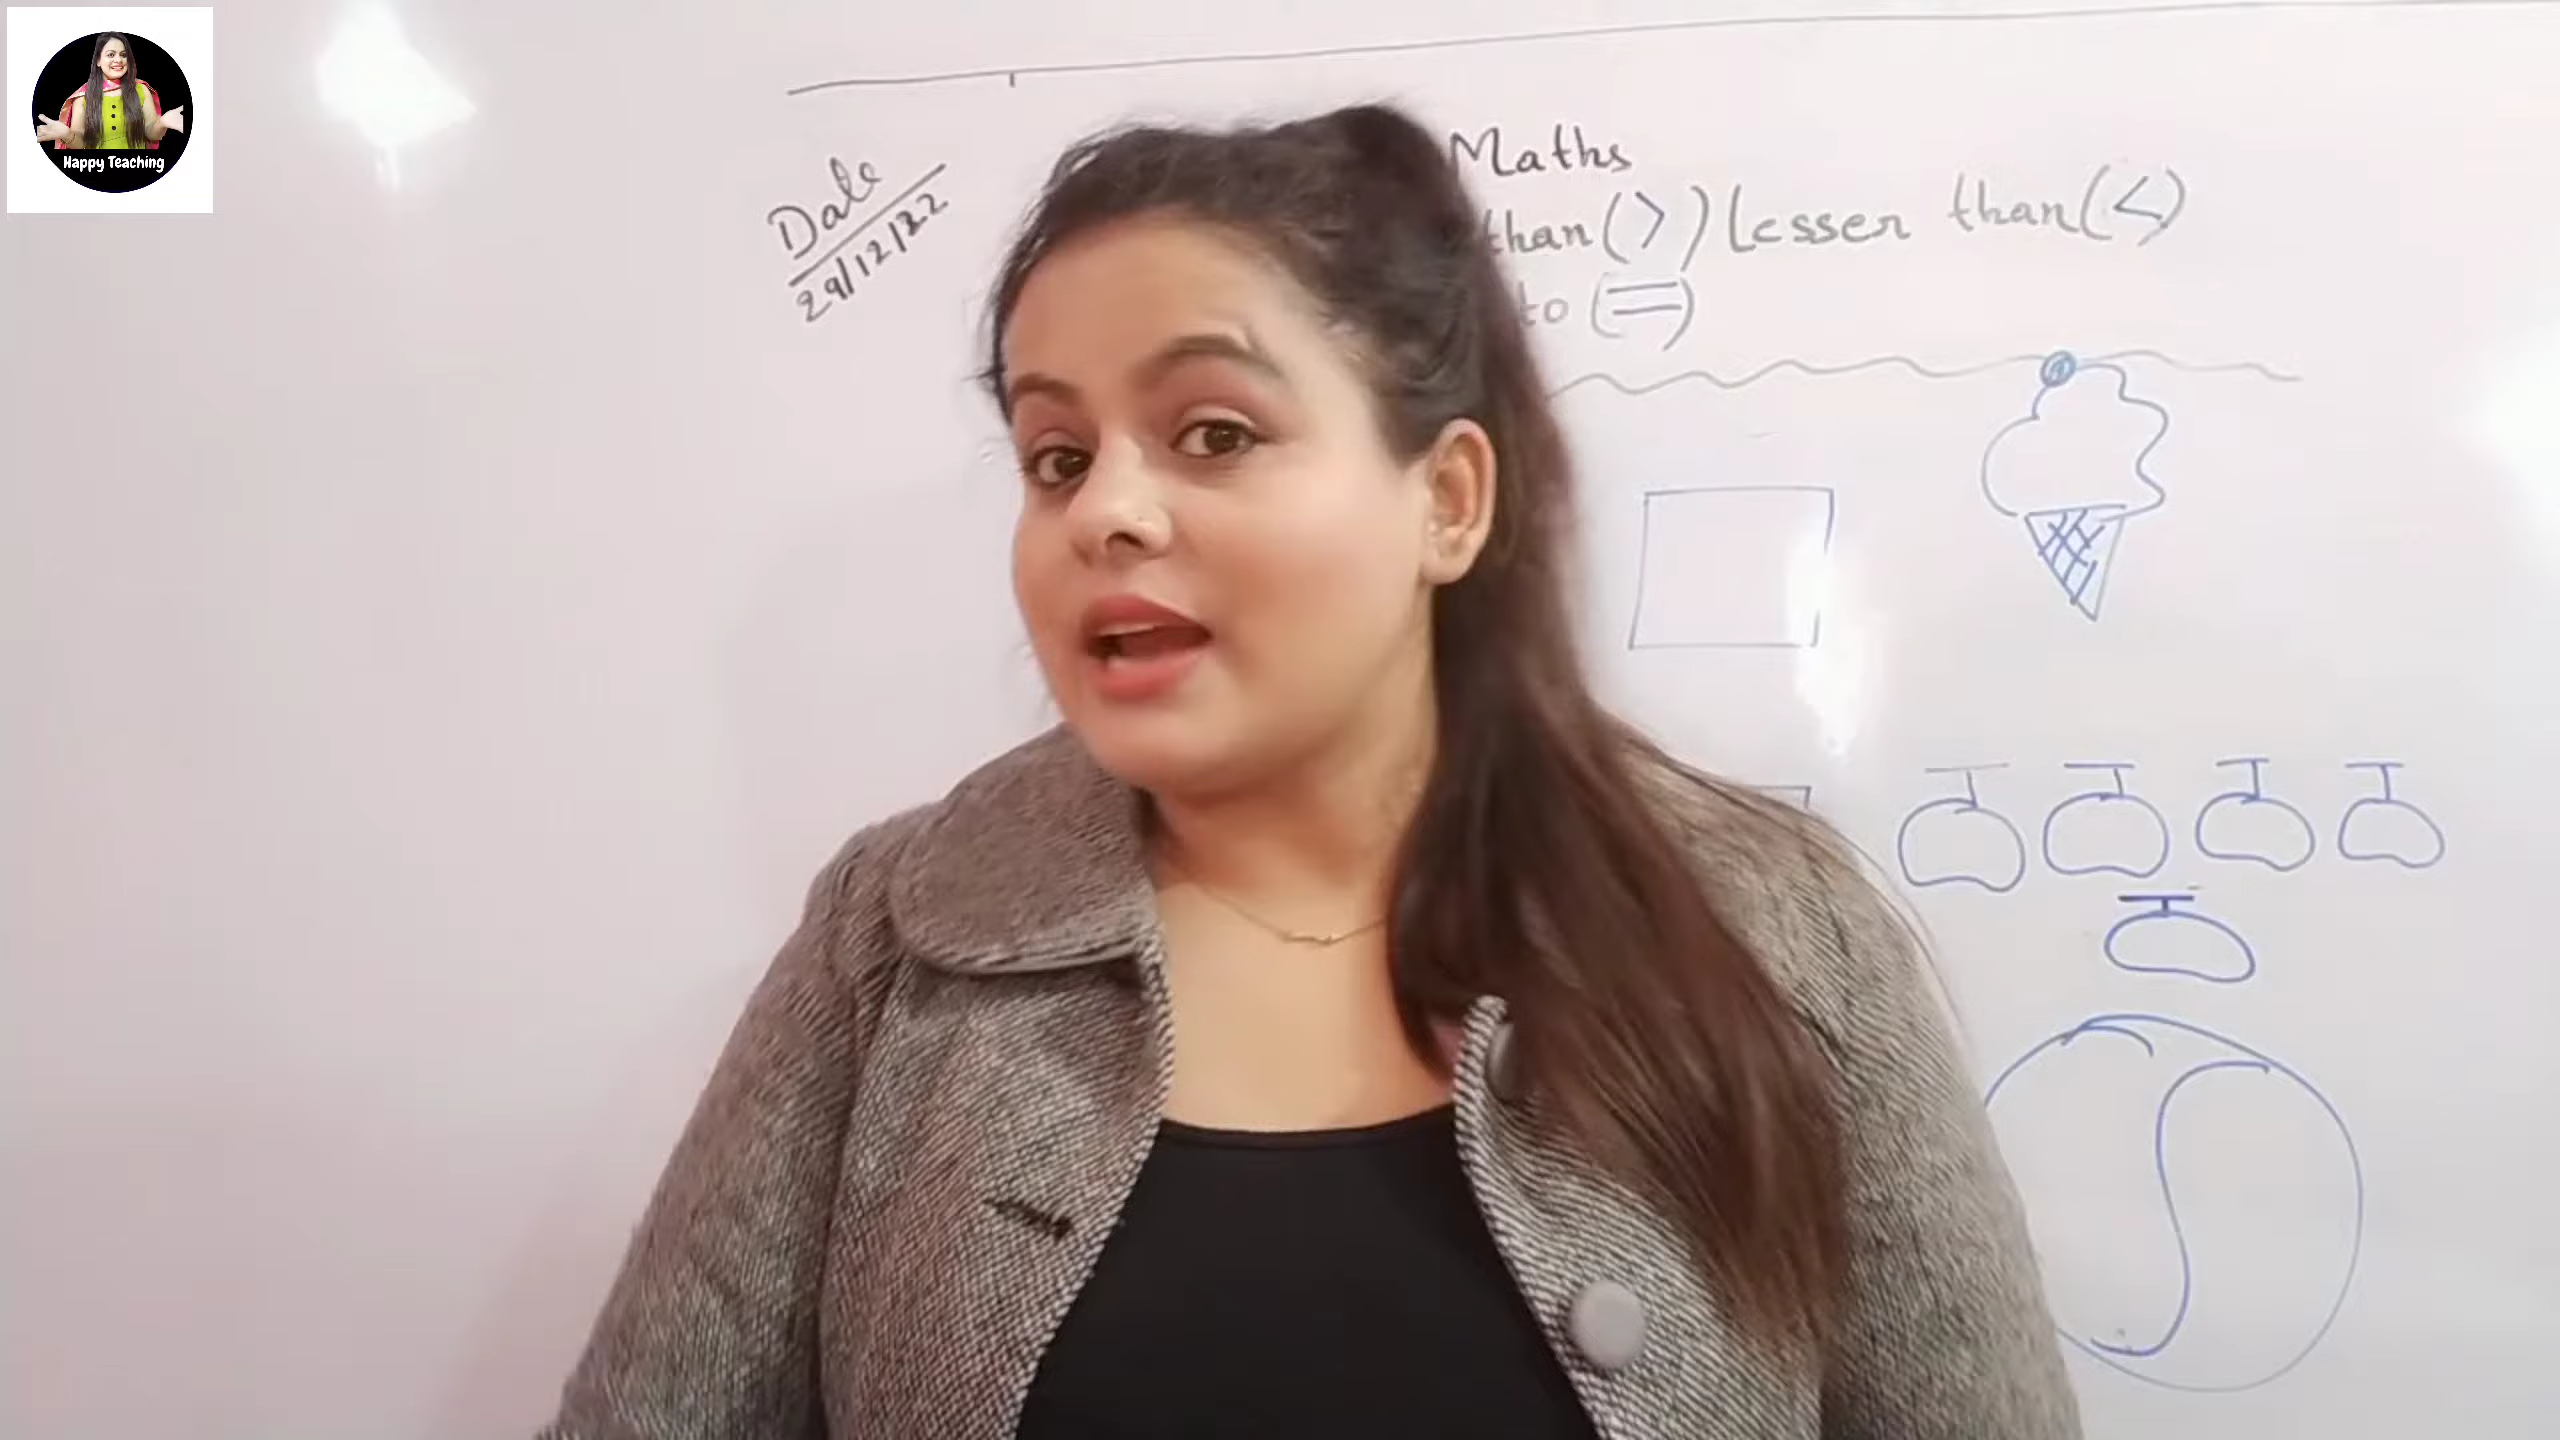 Happy Teaching
Date
29/12/22
Maths
than (>) lesser than (<)
to (=)